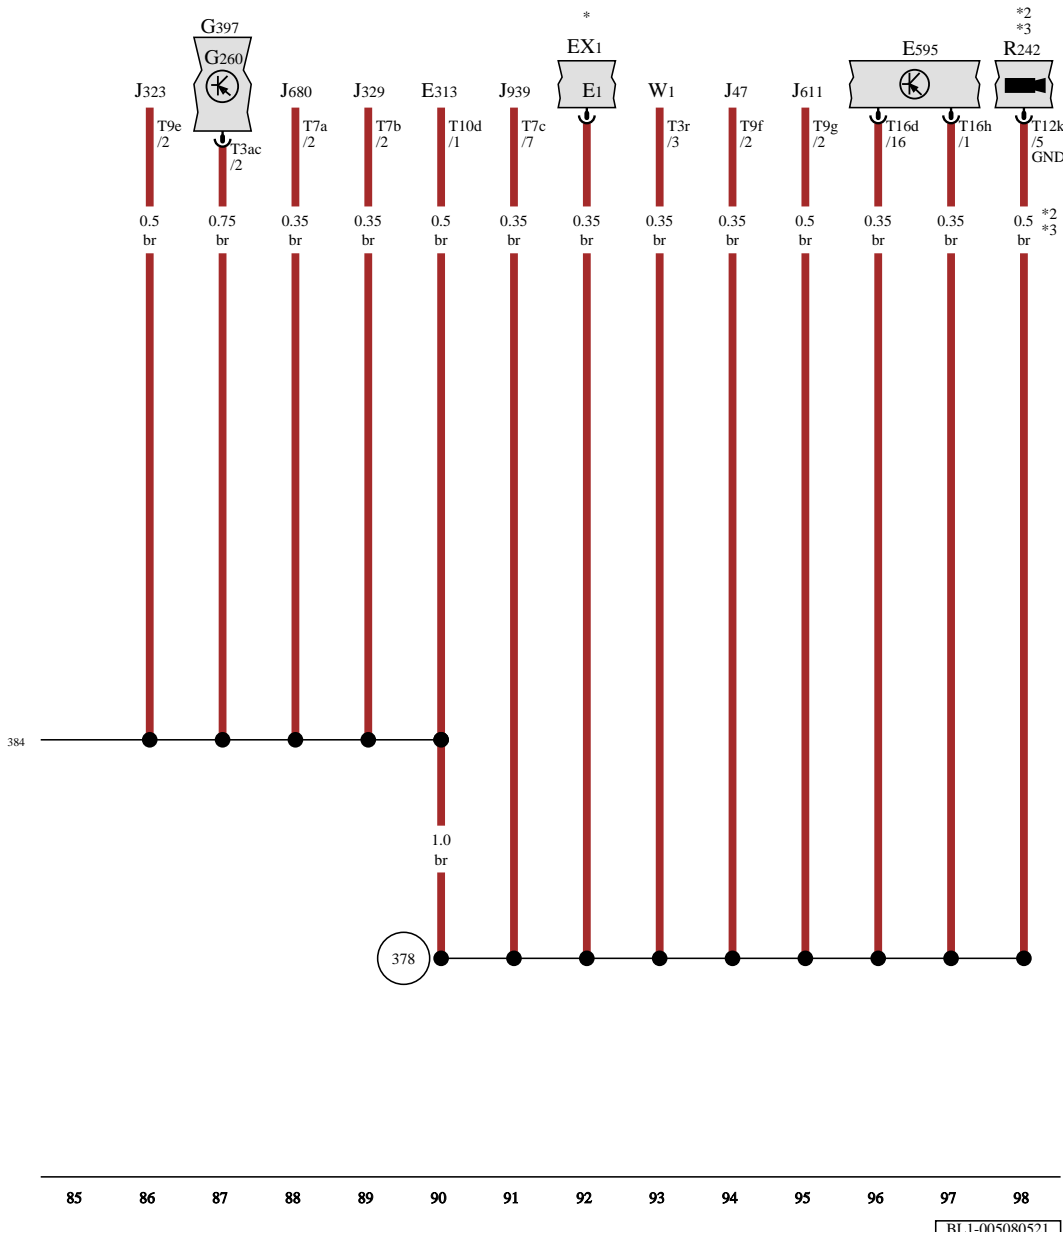 *2
*3
G397
EX1
*
E595
R242
G260
J323
J680
J329
E313
J939
E1
W1
J47
J611
T9e
/2
T3ac
/2
T7a
/2
T7b
/2
T10d
/1
T7c
/7
T3r
/3
T9f
/2
T9g
/2
T16d
/16
T16h
/1
T12k
/5
GND
0.5
br
0.75
br
0.35
br
0.35
br
0.5
br
0.35
br
0.35
br
0.35
br
0.35
br
0.5
br
0.35
br
0.35
br
0.5
br
*2
*3
384
1.0
br
378
85 86 87 88 89 90 91 92 93 94 95 96 97 98
BL1-005080521